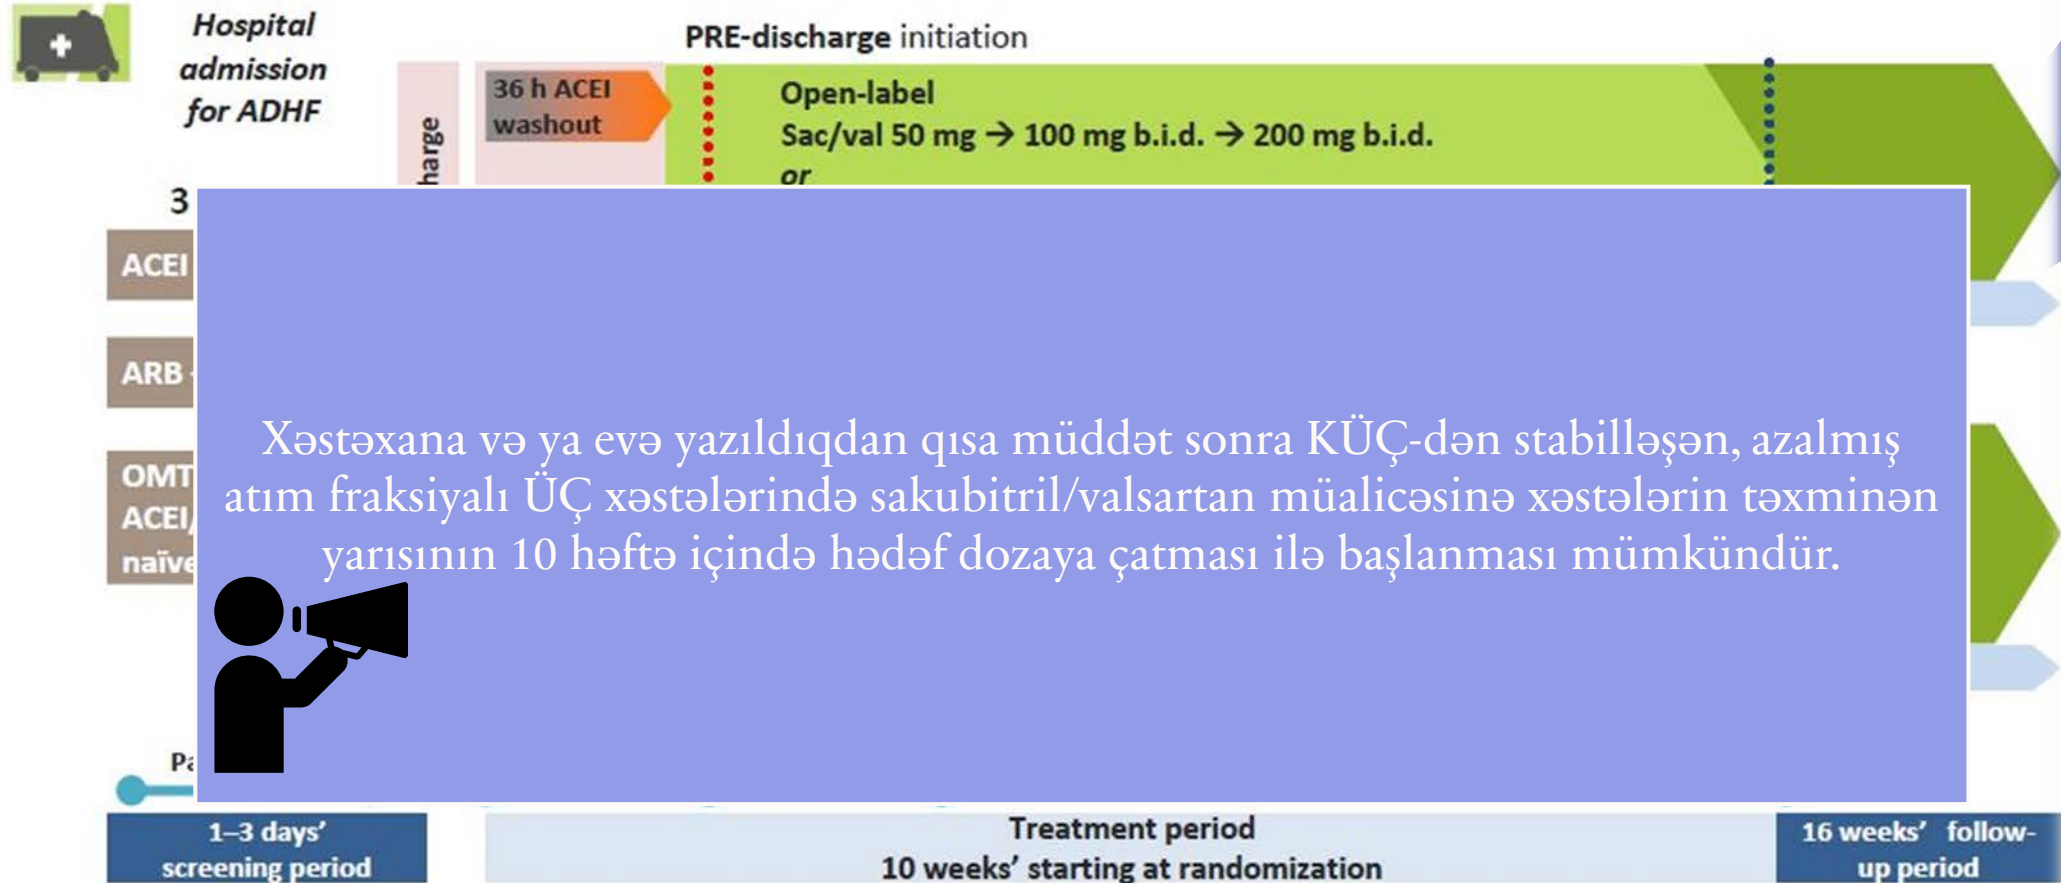 Hospital
admission
for ADHF
PRE-discharge initiation
36 h ACEI
washout
harge
Open-label
Sac/val 50 mg → 100 mg b.i.d. → 200 mg b.i.d.
or
3
ACEI
ARB
OMT
ACEI/
naïve
Xəstəxana və ya evə yazıldıqdan qısa müddət sonra KÜÇ-dən stabilləşən, azalmış
atım fraksiyalı ÜÇ xəstələrində sakubitril/valsartan müalicəsinə xəstələrin təxminən
yarısının 10 həftə içində hədəf dozaya çatması ilə başlanması mümkündür.
Pa
1–3 days’
screening period
Treatment period
10 weeks’ starting at randomization
16 weeks’ follow-
up period